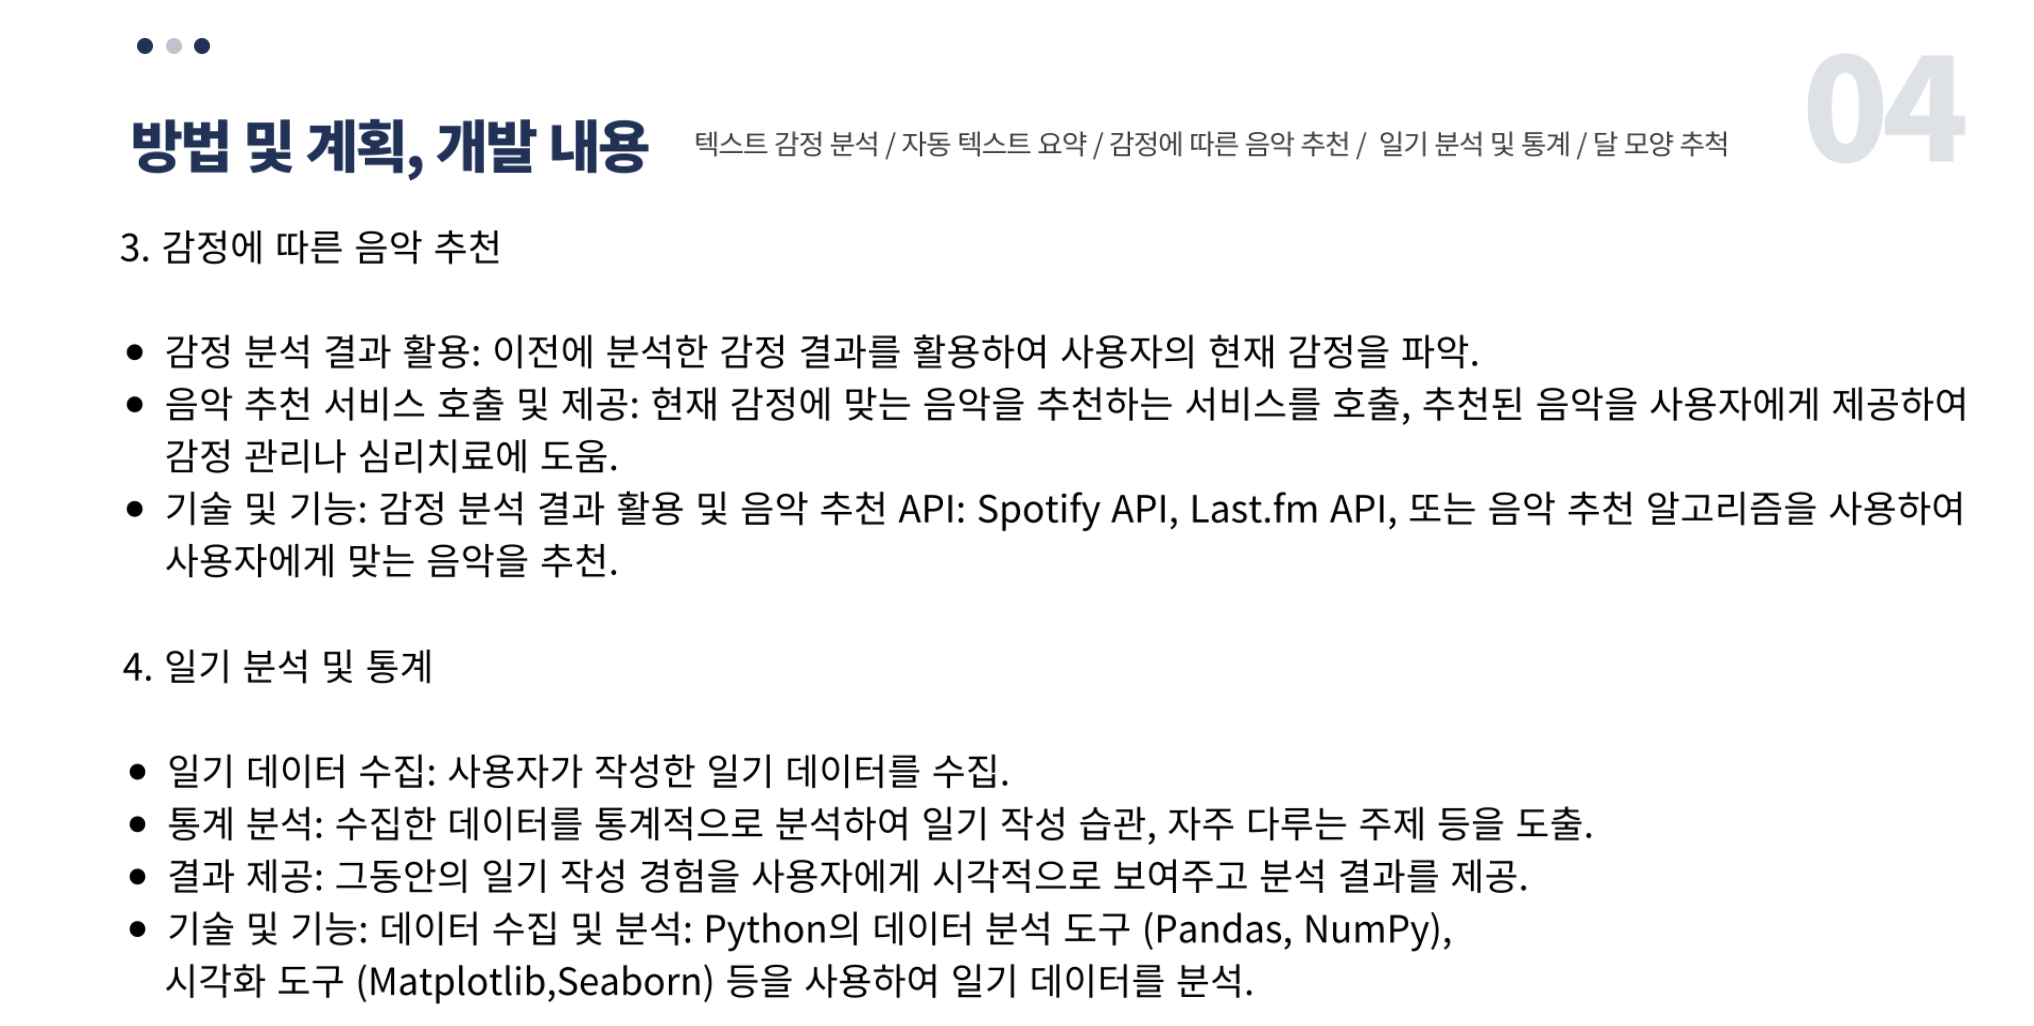 04
방법 및 계획, 개발 내용
텍스트 감정 분석 / 자동 텍스트 요약 / 감정에 따른 음악 추천 / 일기 분석 및 통계 / 달 모양 추척
3. 감정에 따른 음악 추천
● 감정 분석 결과 활용: 이전에 분석한 감정 결과를 활용하여 사용자의 현재 감정을 파악.
● 음악 추천 서비스 호출 및 제공: 현재 감정에 맞는 음악을 추천하는 서비스를 호출, 추천된 음악을 사용자에게 제공하여
감정 관리나 심리치료에 도움.
● 기술 및 기능: 감정 분석 결과 활용 및 음악 추천 API: Spotify API, Last.fm API, 또는 음악 추천 알고리즘을 사용하여
사용자에게 맞는 음악을 추천.
4. 일기 분석 및 통계
● 일기 데이터 수집: 사용자가 작성한 일기 데이터를 수집.
● 통계 분석: 수집한 데이터를 통계적으로 분석하여 일기 작성 습관, 자주 다루는 주제 등을 도출.
● 결과 제공: 그동안의 일기 작성 경험을 사용자에게 시각적으로 보여주고 분석 결과를 제공.
● 기술 및 기능: 데이터 수집 및 분석: Python의 데이터 분석 도구 (Pandas, NumPy),
시각화 도구 (Matplotlib,Seaborn) 등을 사용하여 일기 데이터를 분석.